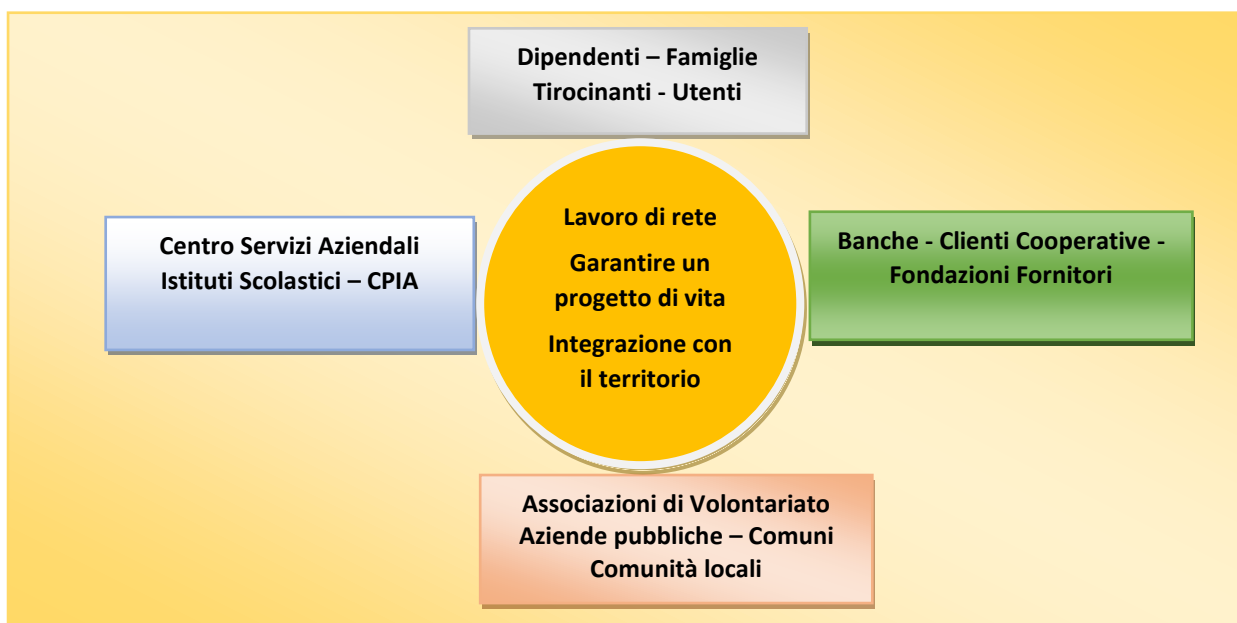 Dipendenti – Famiglie
Tirocinanti - Utenti
Centro Servizi Aziendali
Istituti Scolastici – CPIA
Lavoro di rete
Garantire un
progetto di vita
Integrazione con
il territorio
Banche - Clienti Cooperative -
Fondazioni Fornitori
Associazioni di Volontariato
Aziende pubbliche – Comuni
Comunità locali